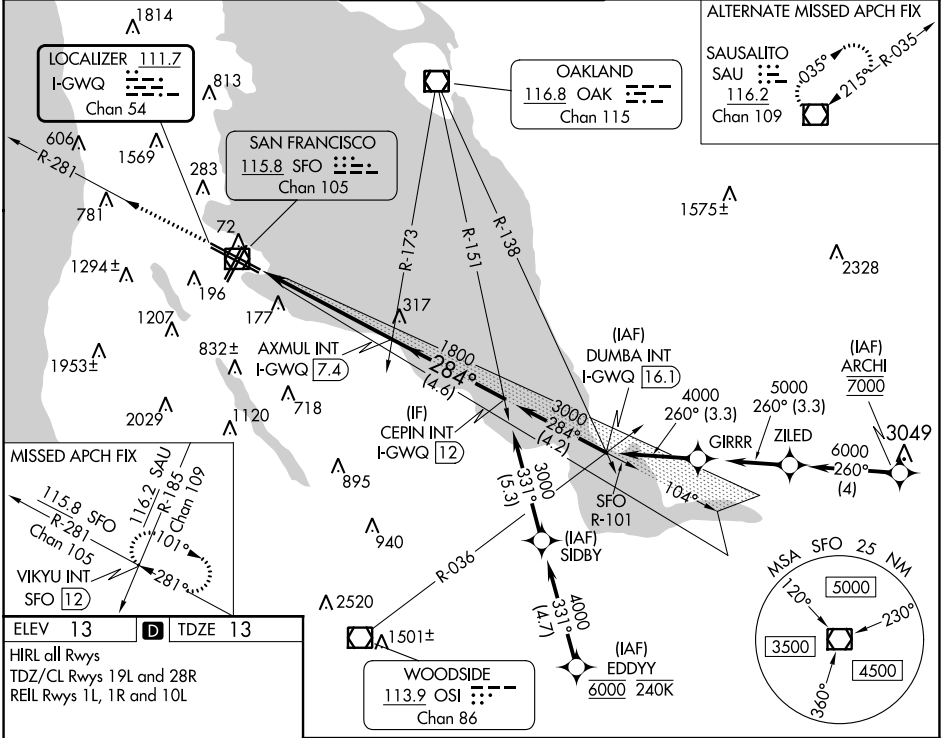 1814
LOCALIZER 111.7
I-GWQ
Chan 54
813
606
R-281
1569
283
781
72
1294±
196
1207
177
1953±
832±
2029
1120
718
SAN FRANCISCO
115.8 SFO
Chan 105
OAKLAND
116.8 OAK
Chan 115
R-173
R-151
R-138
ALTERNATE MISSED APCH FIX
SAUSALITO
SAU
116.2
Chan 109
035°
215°
R-035
1575±
2328
317
AXMUL INT
I-GWQ 7.4
1800
284°
(4.6)
(IF)
CEPIN INT
I-GWQ 12
3000
284°
(4.2)
(IAF)
DUMBA INT
I-GWQ 16.1
4000
260° (3.3)
GIRRR
5000
260° (3.3)
ZILED
(IAF)
ARCHI
7000
6000
260°
(4)
3049
104°
SFO
R-101
3000
331°
(5.3)
(IAF)
SIDBY
4000
331°
(4.7)
(IAF)
EDDYY
6000 240K
R-036
895
940
2520
1501±
WOODSIDE
113.9 OSI
Chan 86
MISSED APCH FIX
115.8 SFO
R-281
Chan 105
116.2 SAU
R-185
Chan 109
101°
281°
VIKYU INT
SFO 12
ELEV 13
D
TDZE 13
HIRL all Rwys
TDZ/CL Rwys 19L and 28R
REIL Rwys 1L, 1R and 10L
MSA SFO 25 NM
120°
5000
230°
3500
4500
360°